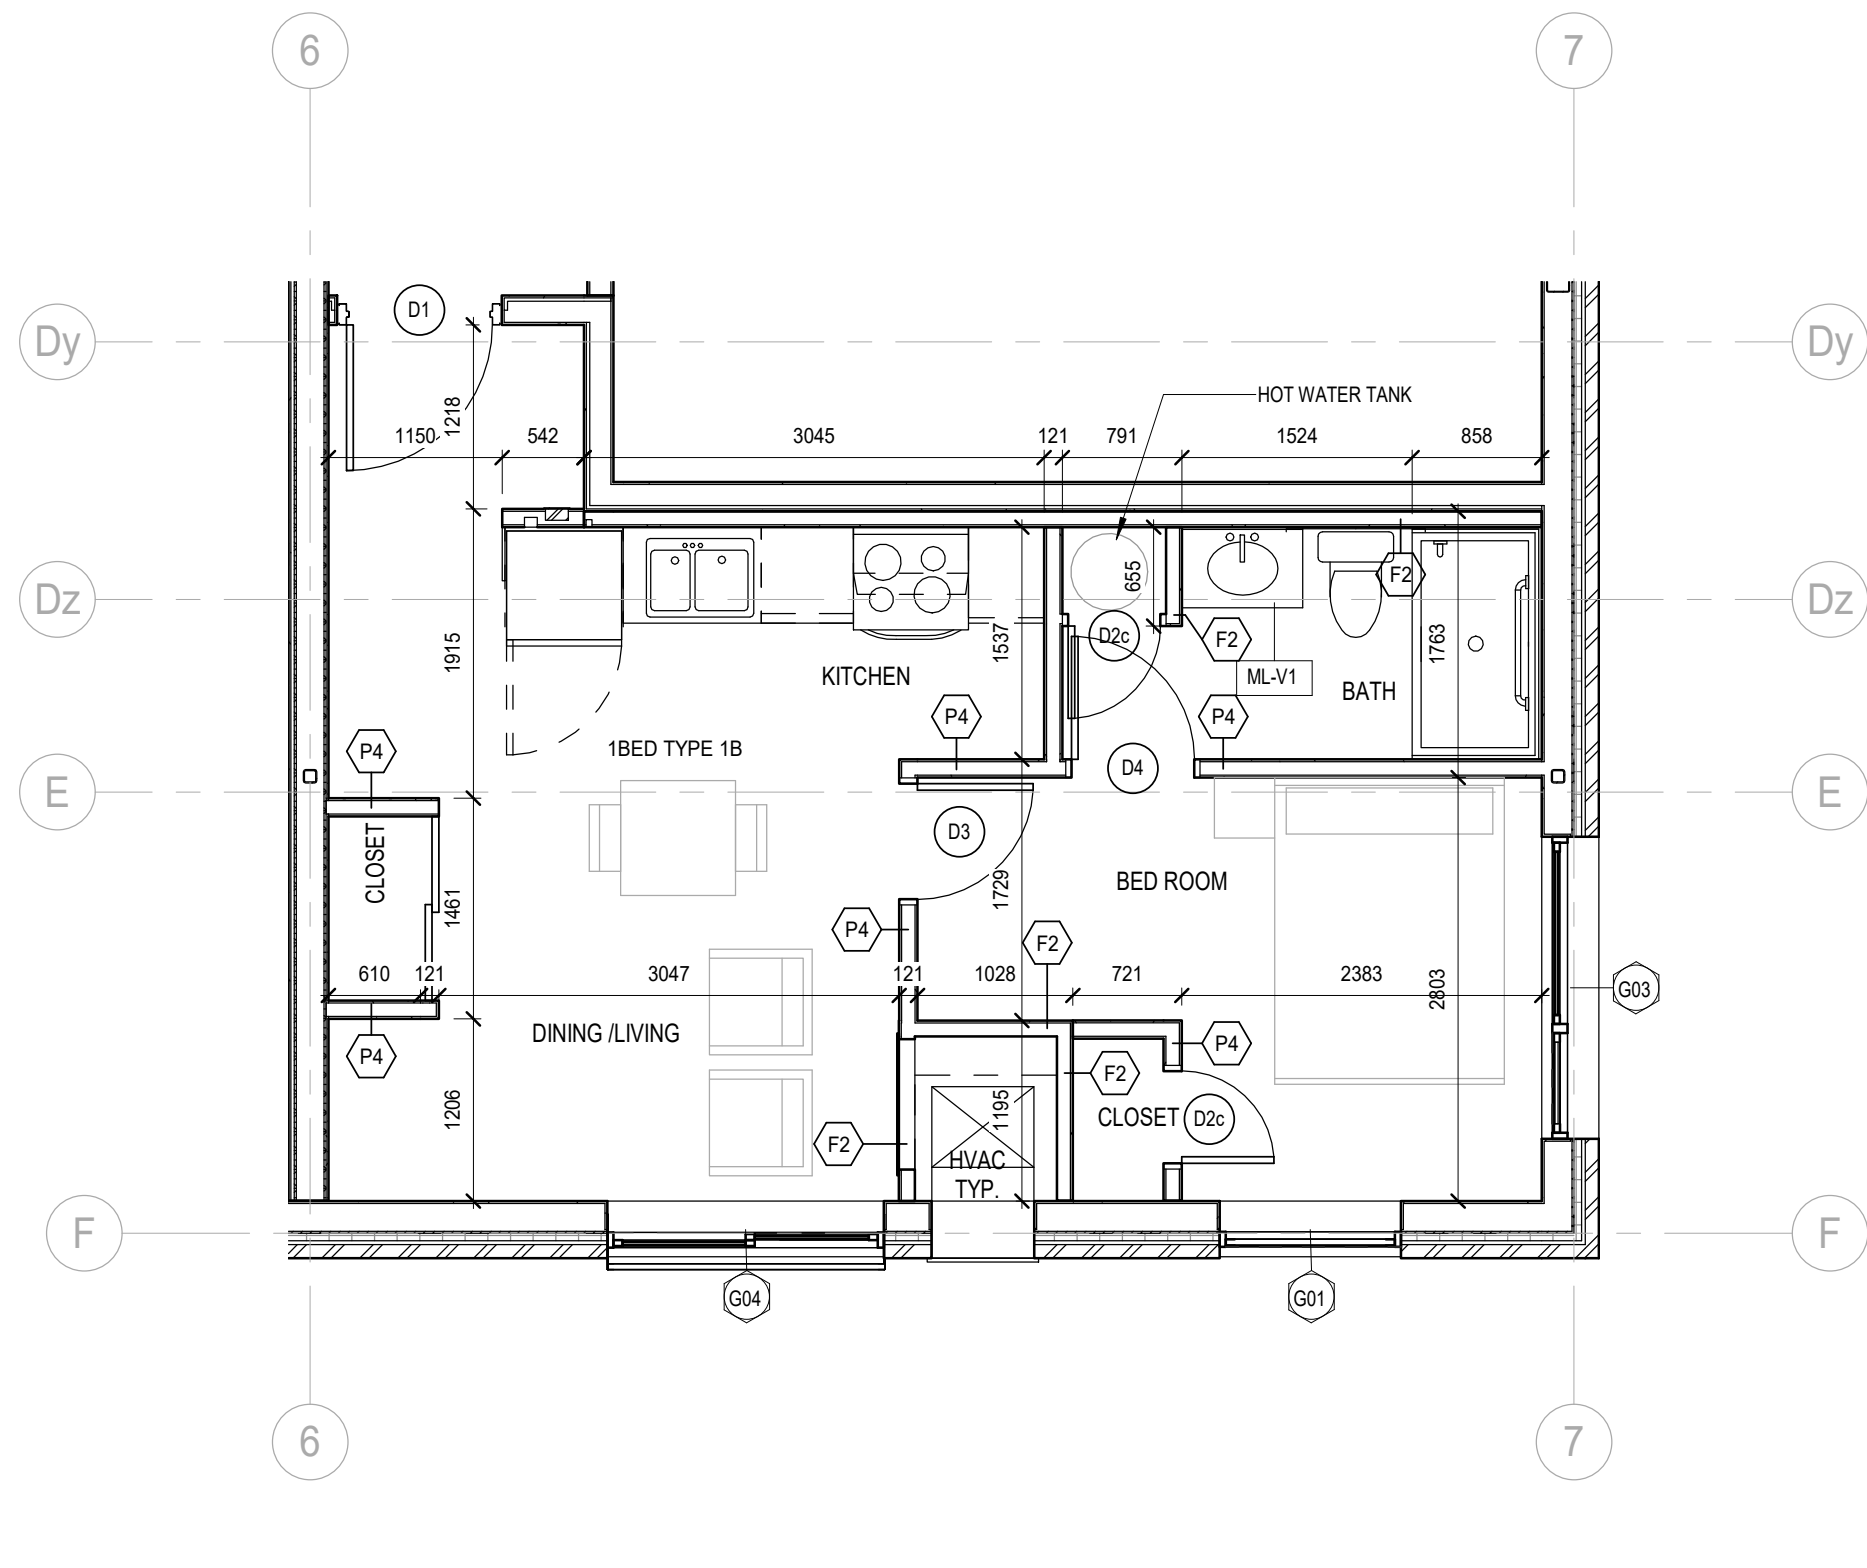 6
7
D1
Dy
Dy
HOT WATER TANK
1218
1150
542
3045
121
791
1524
858
655
F2
Dz
Dz
D2c
F2
1915
1537
1763
KITCHEN
ML-V1
BATH
P4
P4
P4
1BED TYPE 1B
D4
E
E
D3
CLOSET
BED ROOM
1729
1461
P4
F2
610
121
3047
121
1028
721
2383
2803
G03
DINING /LIVING
P4
P4
F2
1206
1195
CLOSET
D2c
F2
HVAC
TYP.
F
F
G04
G01
6
7